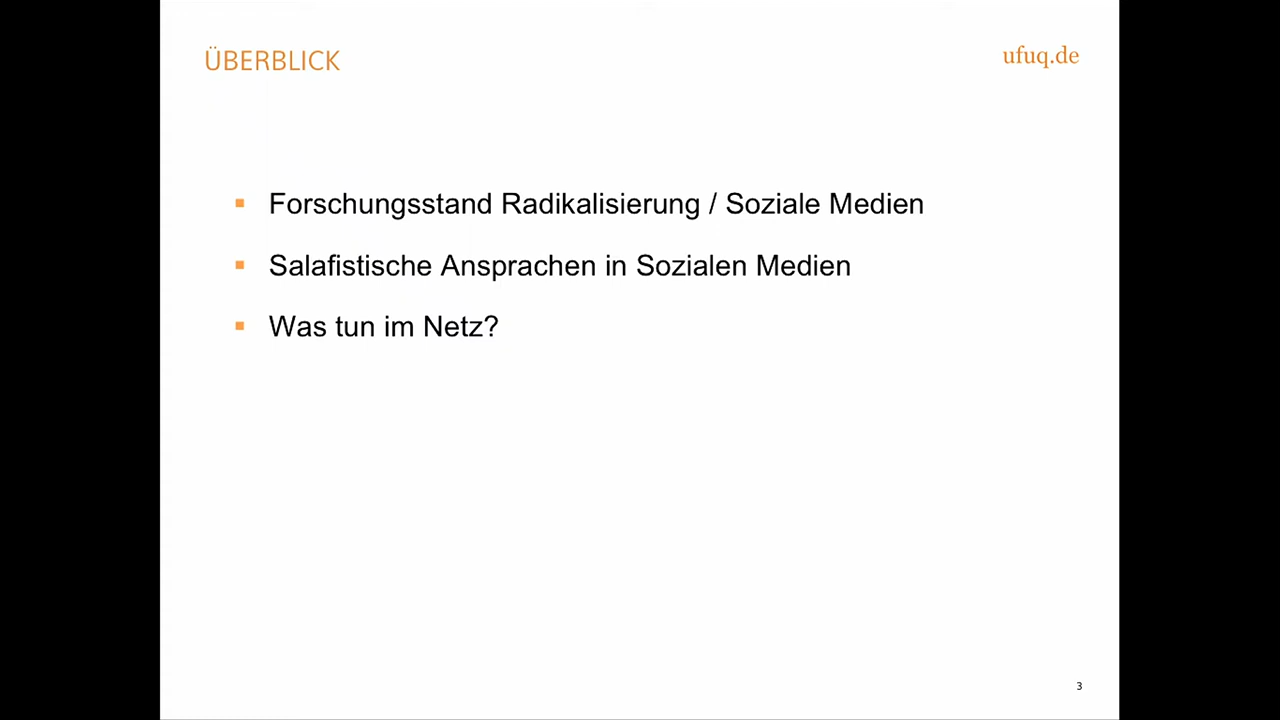 ÜBERBLICK
ufuq.de
Forschungsstand Radikalisierung / Soziale Medien
Salafistische Ansprachen in Sozialen Medien
Was tun im Netz?
3